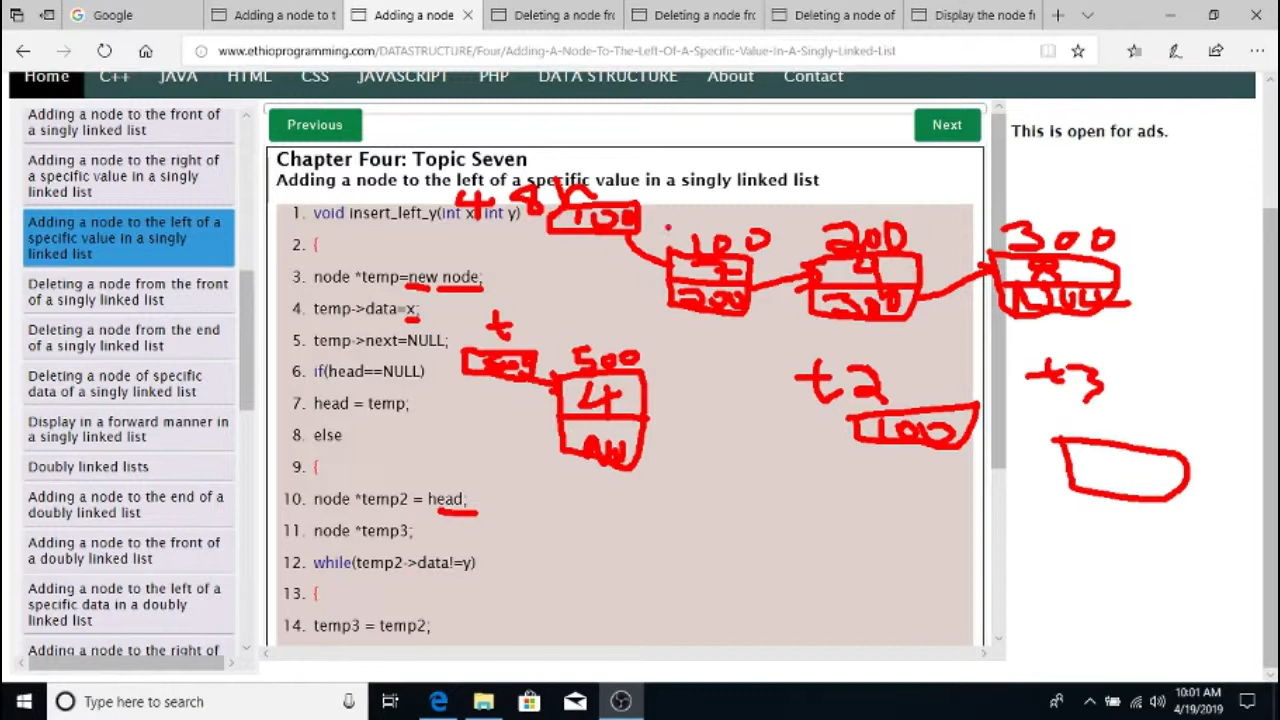 Google
Adding a node to t
Adding a node
Deleting a node fro
Deleting a node fro
Deleting a node of
Display the node fr
www.ethioprogramming.com/DATASTRUCTURE/Four/Adding-A-Node-To-The-Left-Of-A-Specific-Value-In-A-Singly-Linked-List
Home C++ JAVA HTML CSS JAVASCRIPT PHP DATA STRUCTURE About Contact
Adding a node to the front of
a singly linked list
Adding a node to the right of
a specific value in a singly
linked list
Adding a node to the left of a
specific value in a singly
linked list
Deleting a node from the front
of a singly linked list
Deleting a node from the end
of a singly linked list
Deleting a node of specific
data of a singly linked list
Display in a forward manner in
a singly linked list
Doubly linked lists
Adding a node to the end of a
doubly linked list
Adding a node to the front of
a doubly linked list
Adding a node to the left of a
specific data in a doubly
linked list
Adding a node to the right of
Previous
Next
This is open for ads.
Chapter Four: Topic Seven
Adding a node to the left of a specific value in a singly linked list
4 8 h
1. void insert_left_y(int x, int y)
2. {
3. node *temp=new node;
4. temp->data=x;
5. temp->next=NULL;
6. if(head==NULL)
7. head = temp;
8. else
9. {
10. node *temp2 = head;
11. node *temp3;
12. while(temp2->data!=y)
13. {
14. temp3 = temp2;
100
100
200
200
4
300
300
8
t
500
500
4
t2
100
t3
Type here to search
10:01 AM
4/19/2019